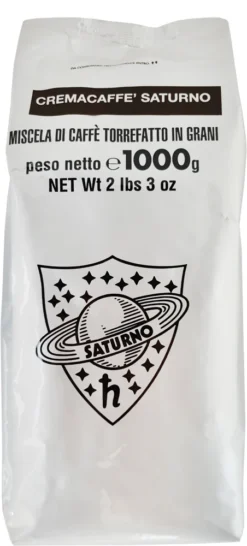 CREMACAFFE' SATURNO
MISCELA DI CAFFÈ TORREFATTO IN GRANI
peso netto ℮1000g
NET Wt 2 lbs 3 oz
SATURNO
♄